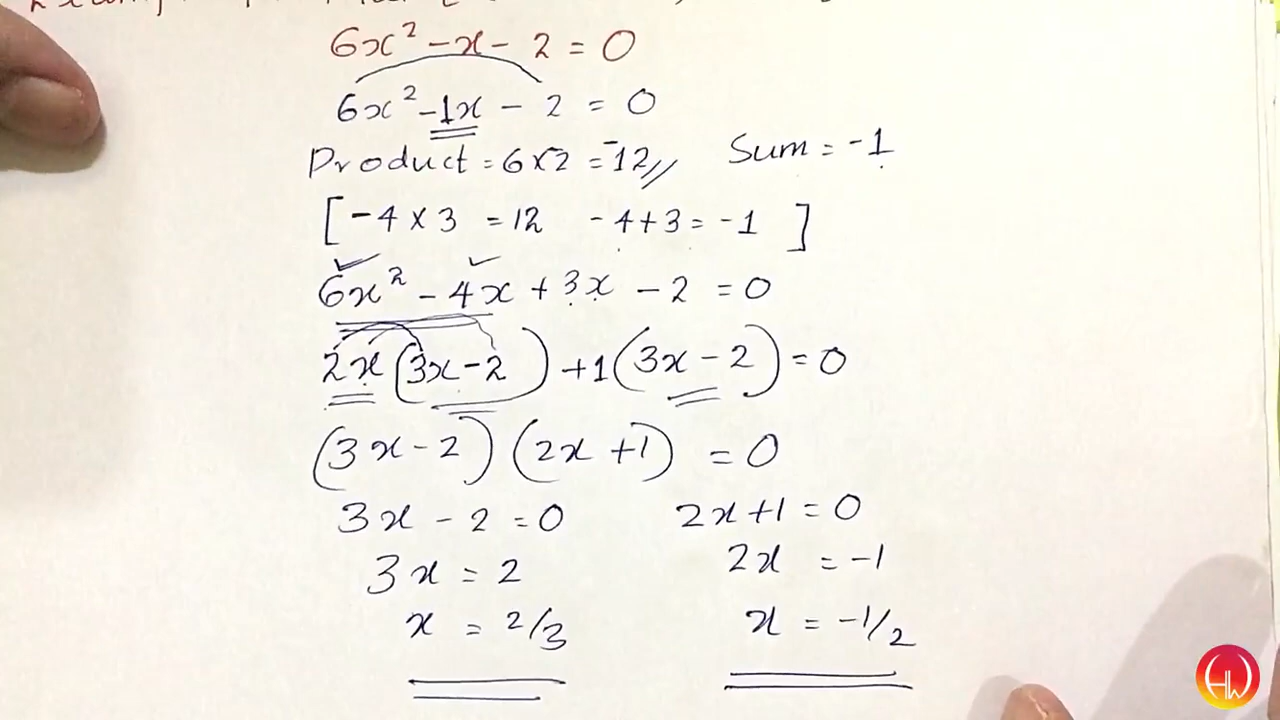 6x² - x - 2 = 0
6x² - 1x - 2 = 0
Product = 6 x 2 = -12// Sum = -1
[ -4 x 3 = 12 -4+3 = -1 ]
6x² - 4x + 3x - 2 = 0
2x (3x - 2) + 1 (3x - 2) = 0
(3x - 2) (2x + 1) = 0
3x - 2 = 0 2x + 1 = 0
3x = 2 2x = -1
x = 2/3 x = -1/2